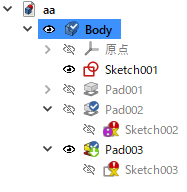 aa
Body
原点
Sketch001
Pad001
Pad002
Sketch002
Pad003
Sketch003